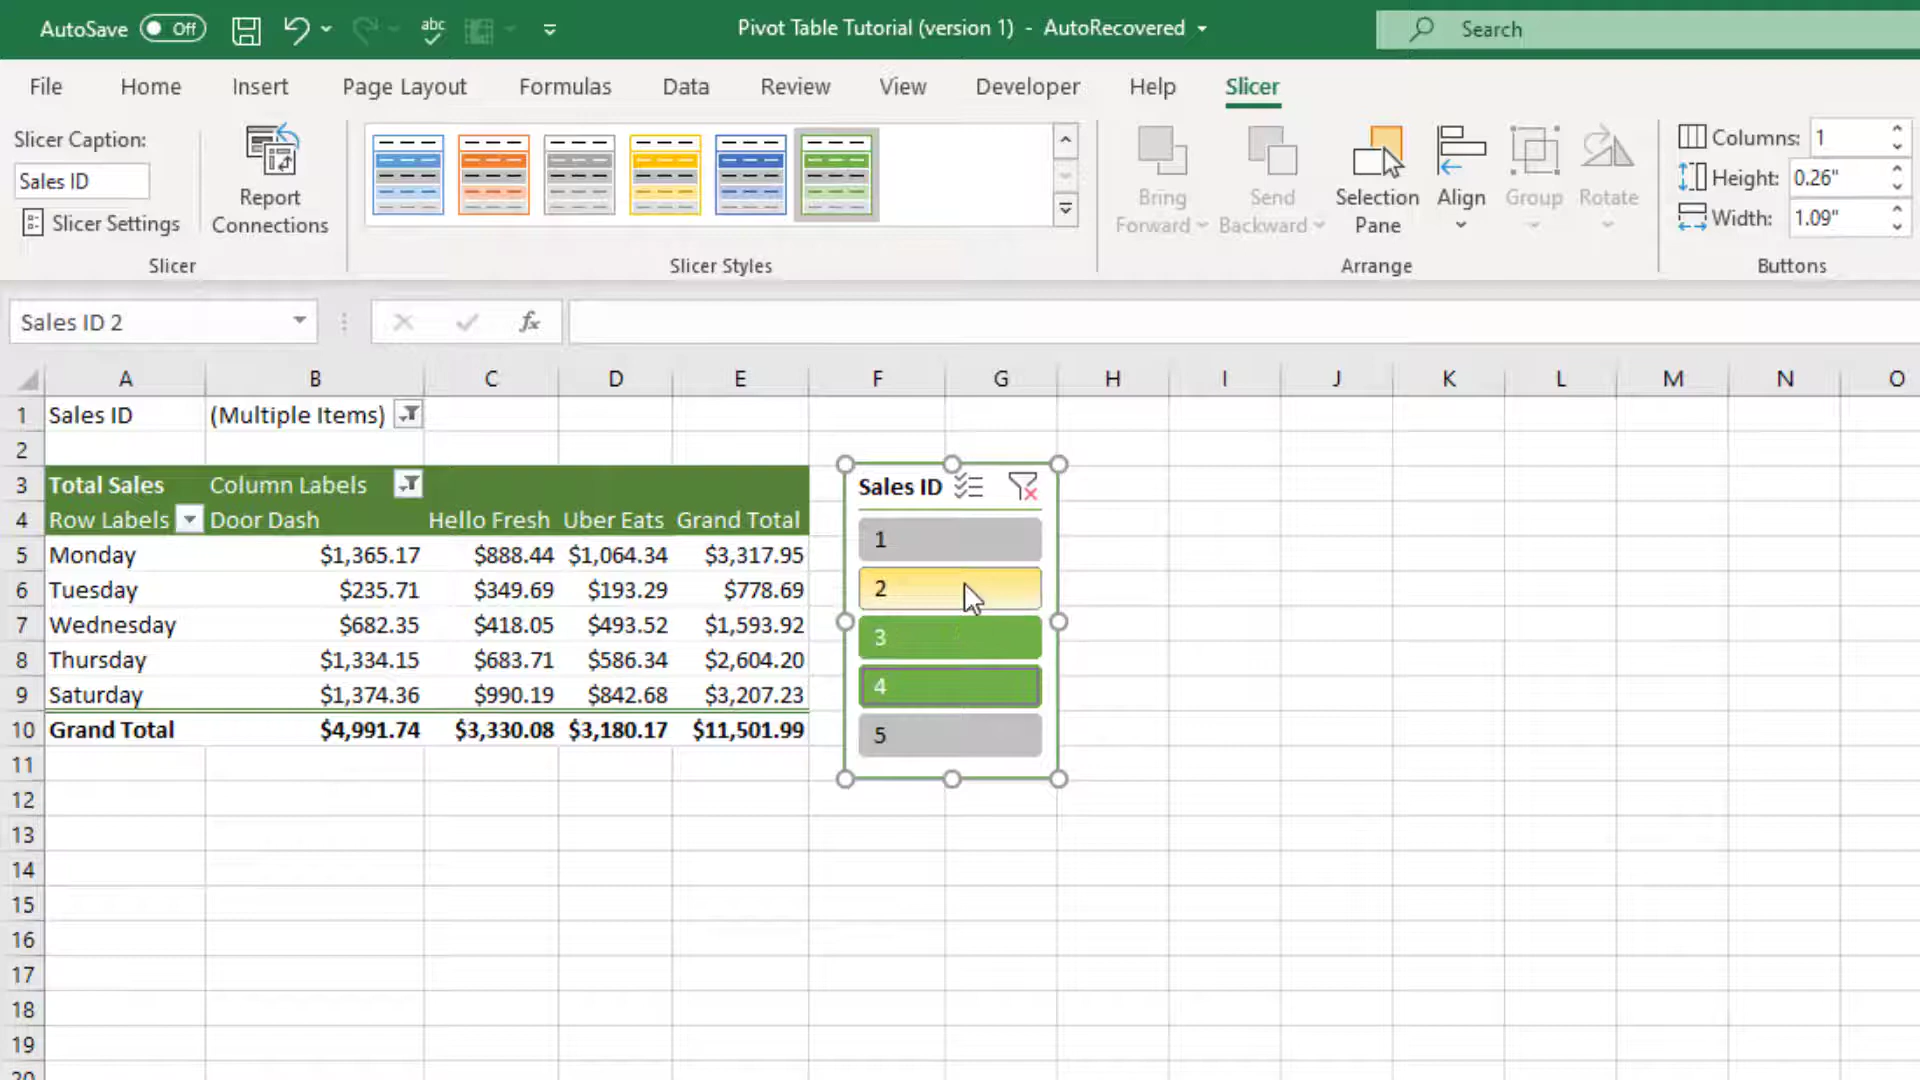 AutoSave Off abc Pivot Table Tutorial (version 1) - AutoRecovered Search
File Home Insert Page Layout Formulas Data Review View Developer Help Slicer
Slicer Caption:
Sales ID
Slicer Settings
Report
Connections
Slicer
Slicer Styles
Bring
Forward
Send
Backward
Selection
Pane
Align
Group
Rotate
Arrange
Columns: 1
Height: 0.26"
Width: 1.09"
Buttons
Sales ID 2 fx
A B C D E F G H I J K L M N O
1 Sales ID (Multiple Items)
2
3 Total Sales Column Labels
4 Row Labels Door Dash Hello Fresh Uber Eats Grand Total
5 Monday $1,365.17 $888.44 $1,064.34 $3,317.95
6 Tuesday $235.71 $349.69 $193.29 $778.69
7 Wednesday $682.35 $418.05 $493.52 $1,593.92
8 Thursday $1,334.15 $683.71 $586.34 $2,604.20
9 Saturday $1,374.36 $990.19 $842.68 $3,207.23
10 Grand Total $4,991.74 $3,330.08 $3,180.17 $11,501.99
11
12
13
14
15
16
17
18
19
20
Sales ID
1
2
3
4
5